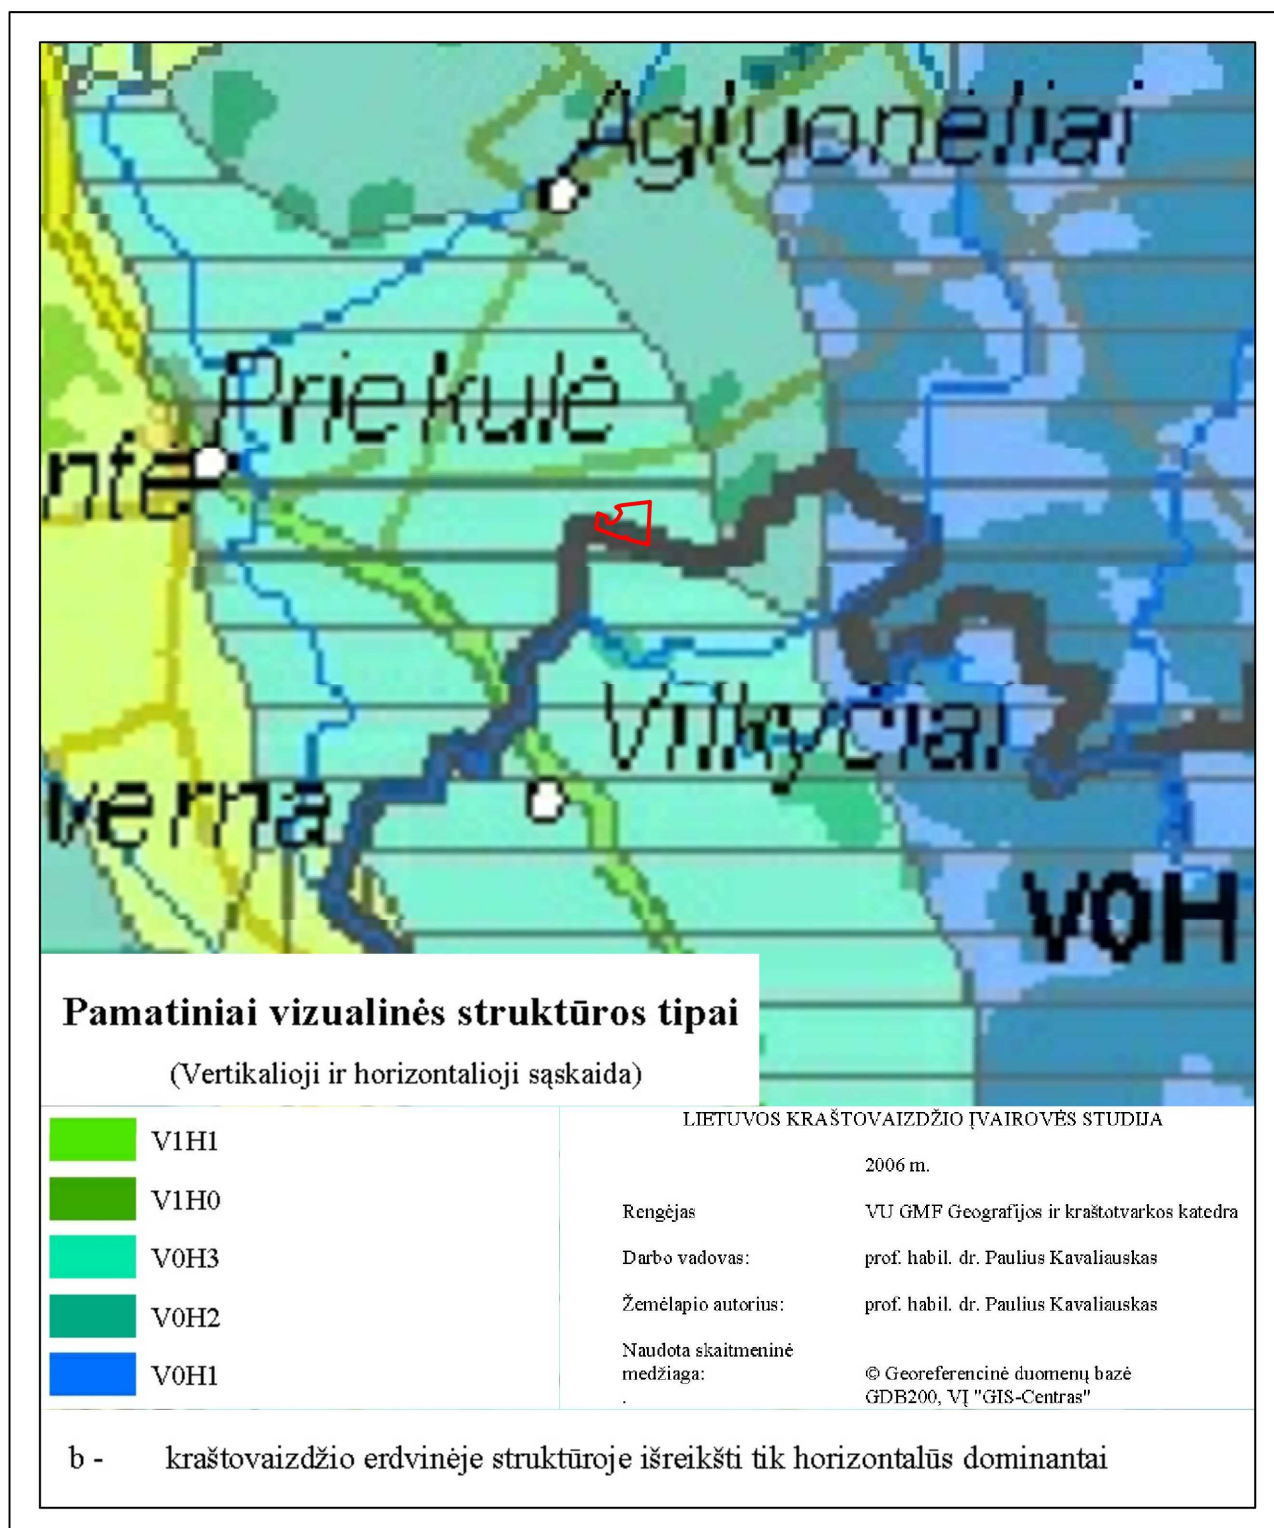 Agluonėliai
Priekulė
ntė
Vilkyčiai
verna
V0H
Pamatiniai vizualinės struktūros tipai
(Vertikalioji ir horizontalioji sąskaida)
V1H1
V1H0
V0H3
V0H2
V0H1
LIETUVOS KRAŠTOVAIZDŽIO ĮVAIROVĖS STUDIJA
2006 m.
Rengėjas VU GMF Geografijos ir kraštotvarkos katedra
Darbo vadovas: prof. habil. dr. Paulius Kavaliauskas
Žemėlapio autorius: prof. habil. dr. Paulius Kavaliauskas
Naudota skaitmeninė
medžiaga: © Georeferencinė duomenų bazė
. GDB200, VĮ "GIS-Centras"
b - kraštovaizdžio erdvinėje struktūroje išreikšti tik horizontalūs dominantai